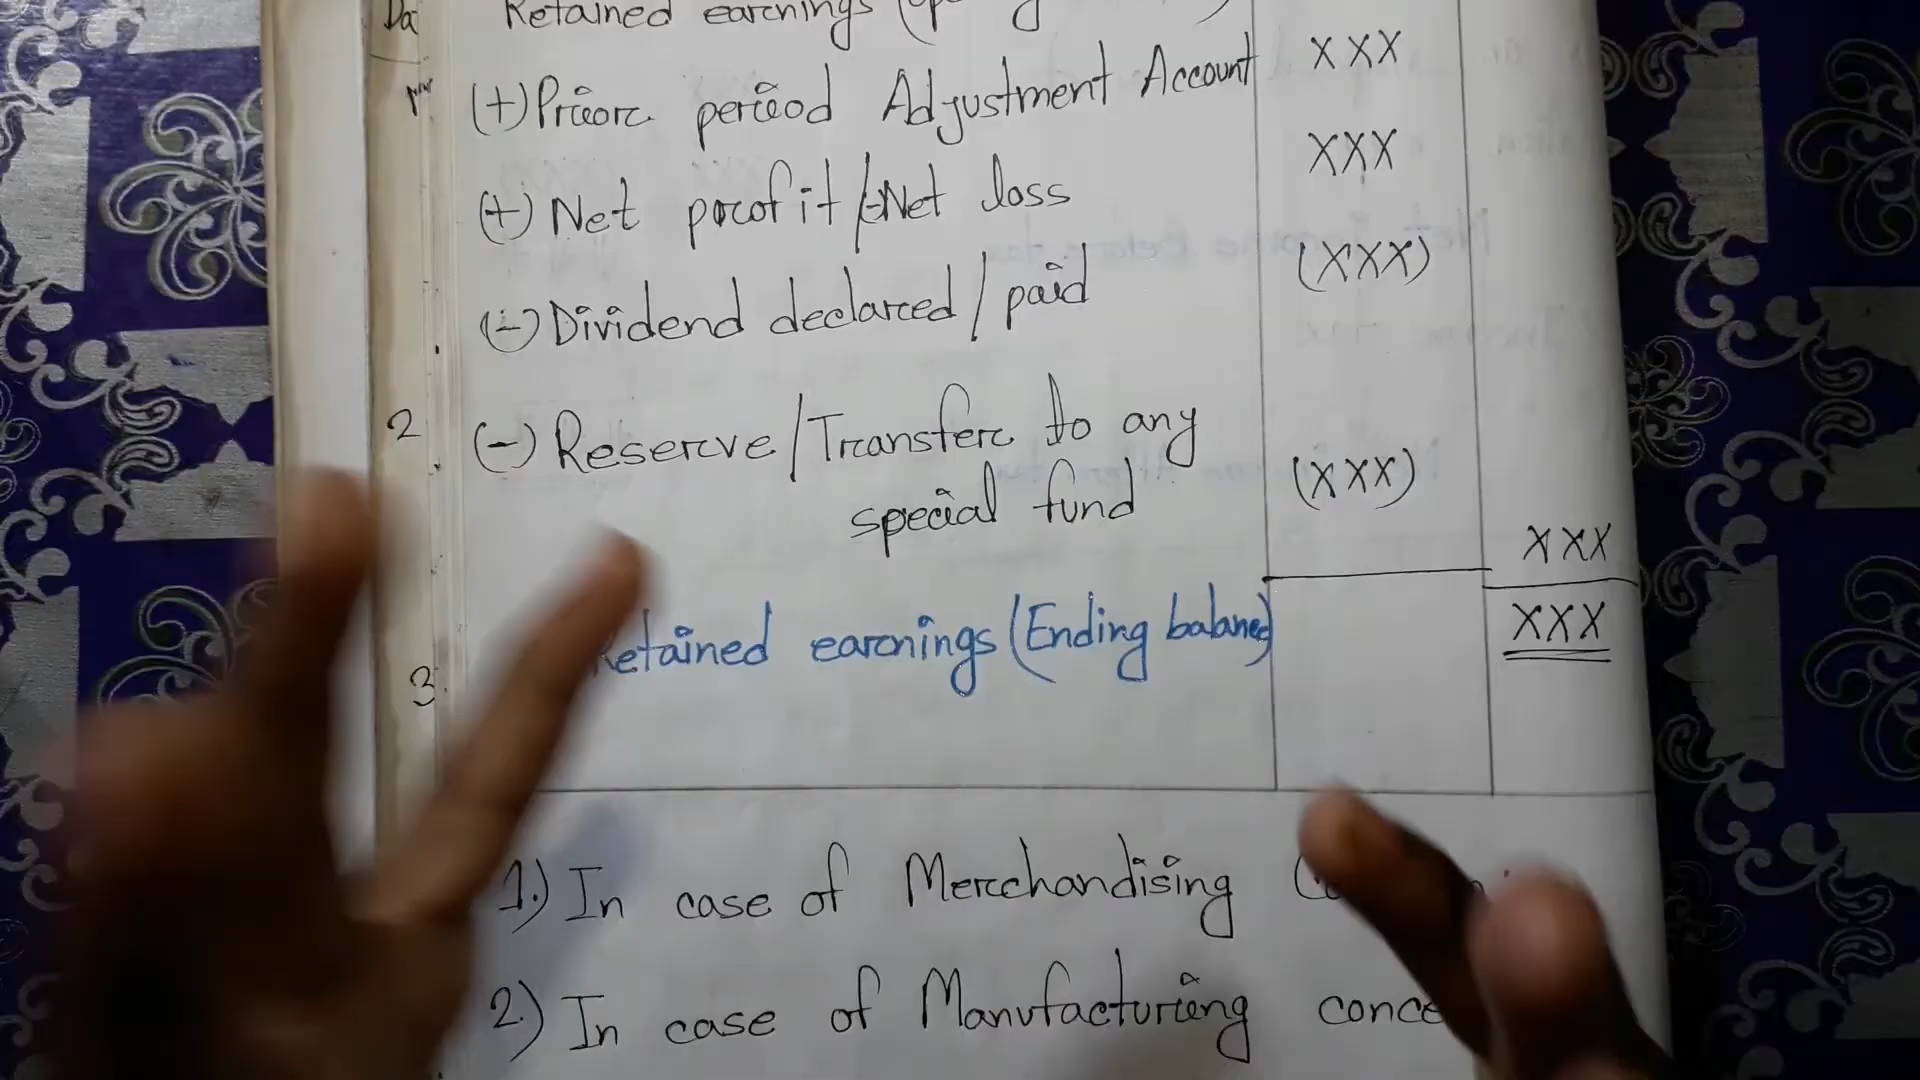 Da Retained earnings
(+) Prior period Adjustment Account XXX
(+) Net profit /(-)Net loss XXX
(-) Dividend declared / paid (XXX)
2 (-) Reserve/Transfer to any
special fund (XXX)
XXX
Retained earnings (Ending balance) XXX
3.
1.) In case of Merchandising
2.) In case of Manufacturing